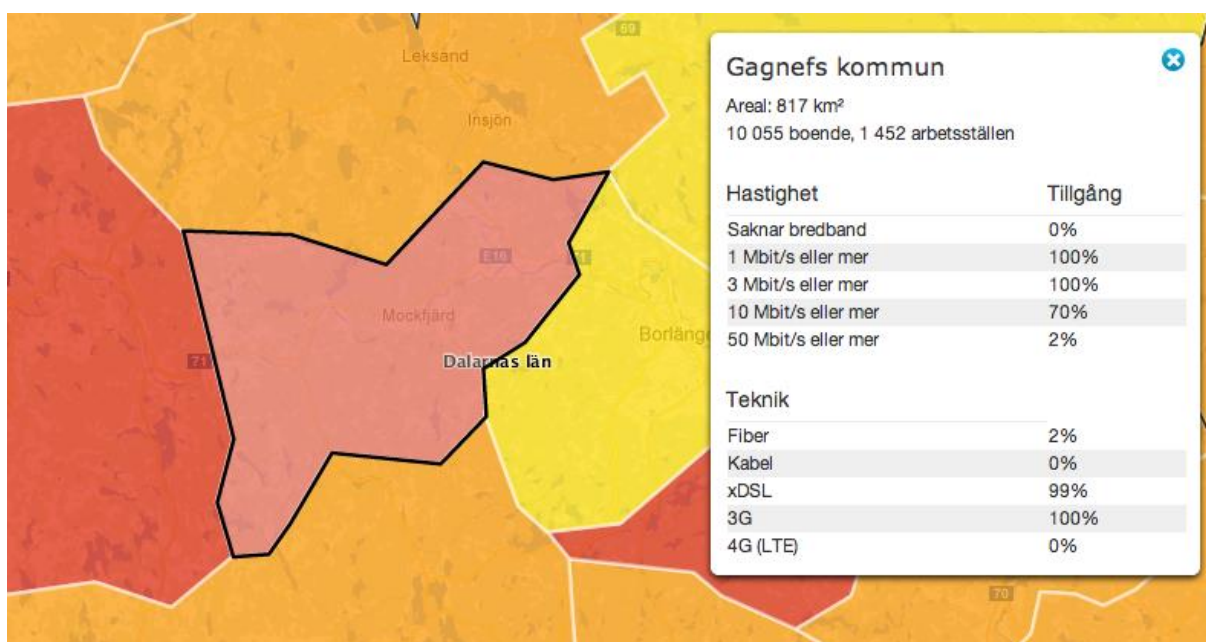 69
Leksand
Insjön
E16
71
Mockfjärd
Borlänge
71
Dalarnas län
70
Gagnefs kommun
Areal: 817 km²
10 055 boende, 1 452 arbetsställen
Hastighet Tillgång
Saknar bredband 0%
1 Mbit/s eller mer 100%
3 Mbit/s eller mer 100%
10 Mbit/s eller mer 70%
50 Mbit/s eller mer 2%
Teknik
Fiber 2%
Kabel 0%
xDSL 99%
3G 100%
4G (LTE) 0%